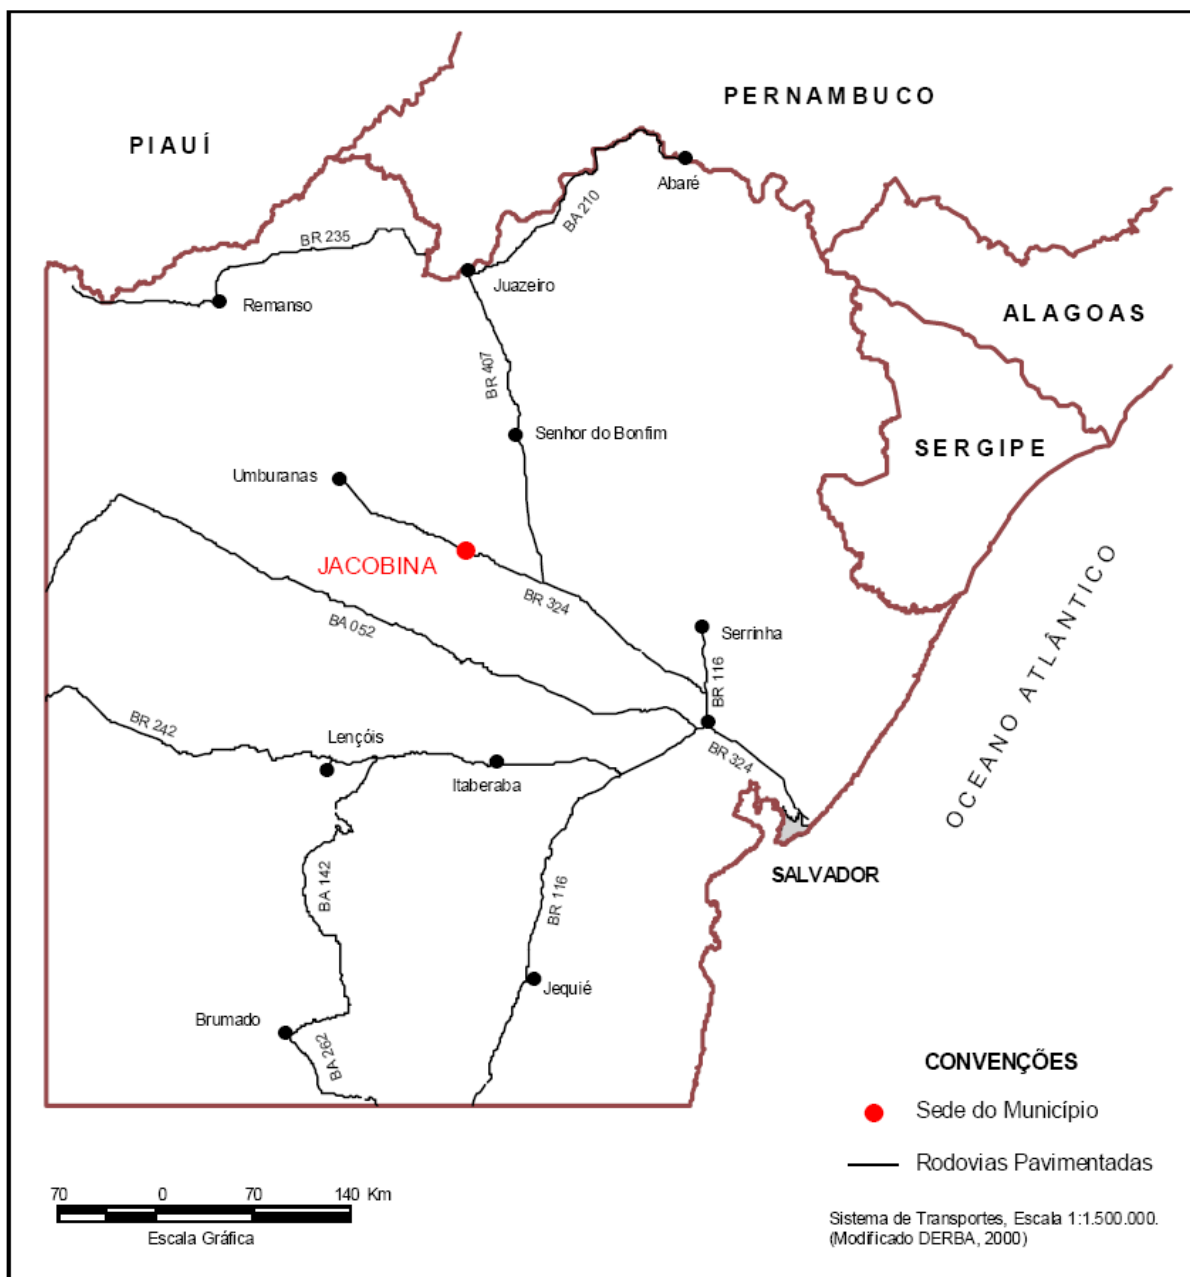 PERNAMBUCO
PIAUÍ
Abaré
BA 210
BR 235
Juazeiro
Remanso
ALAGOAS
BR 407
Senhor do Bonfim
SERGIPE
Umburanas
JACOBINA
BR 324
BA 052
Serrinha
OCEANO ATLÂNTICO
BR 116
BR 242
Lençóis
BR 324
Itaberaba
SALVADOR
BA 142
BR 116
Jequié
Brumado
BA 262
CONVENÇÕES
Sede do Município
Rodovias Pavimentadas
70 0 70 140 Km
Escala Gráfica
Sistema de Transportes, Escala 1:1.500.000.
(Modificado DERBA, 2000)